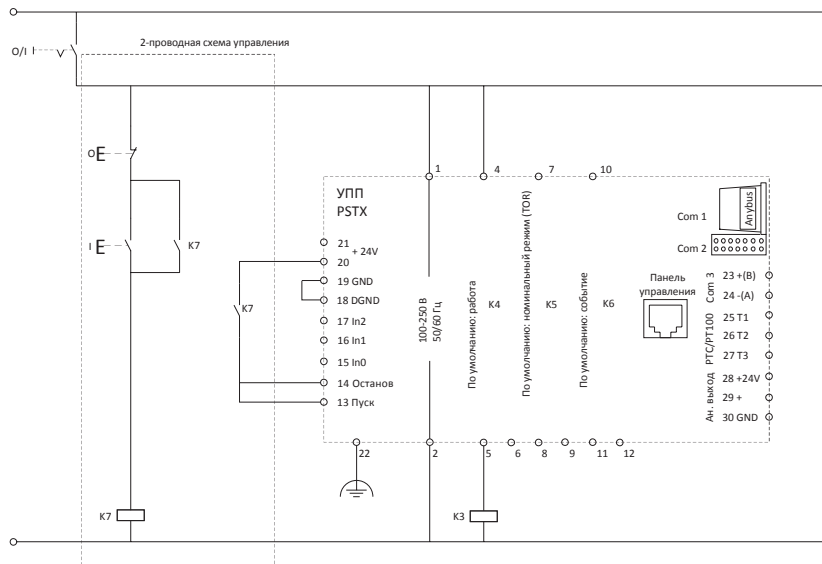 2-проводная схема управления
O/I
O
I
K7
K7
K7
УПП
PSTX
1
4
7
10
21
+ 24V
20
19 GND
18 DGND
17 In2
16 In1
15 In0
14 Останов
13 Пуск
100-250 В
50/60 Гц
По умолчанию: работа
K4
По умолчанию: номинальный режим (TOR)
K5
По умолчанию: событие
K6
Com 1
Anybus
Com 2
Панель
управления
Com 3
23 +(B)
24 -(A)
PTC/PT100
25 T1
26 T2
27 T3
Ан. выход
28 +24V
29 +
30 GND
22
2
5
6
8
9
11
12
K3